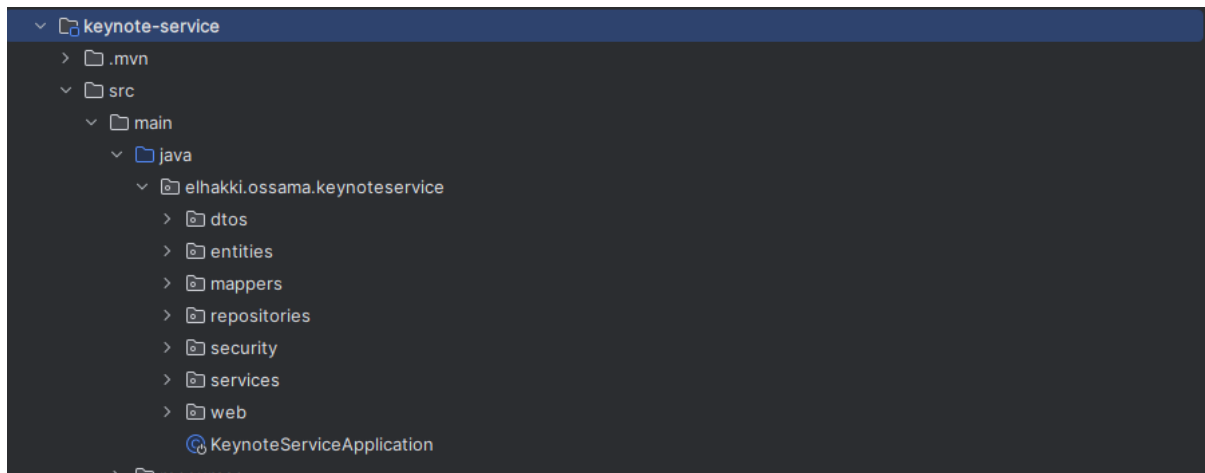 keynote-service
.mvn
src
main
java
elhakki.ossama.keynoteservice
dtos
entities
mappers
repositories
security
services
web
KeynoteServiceApplication